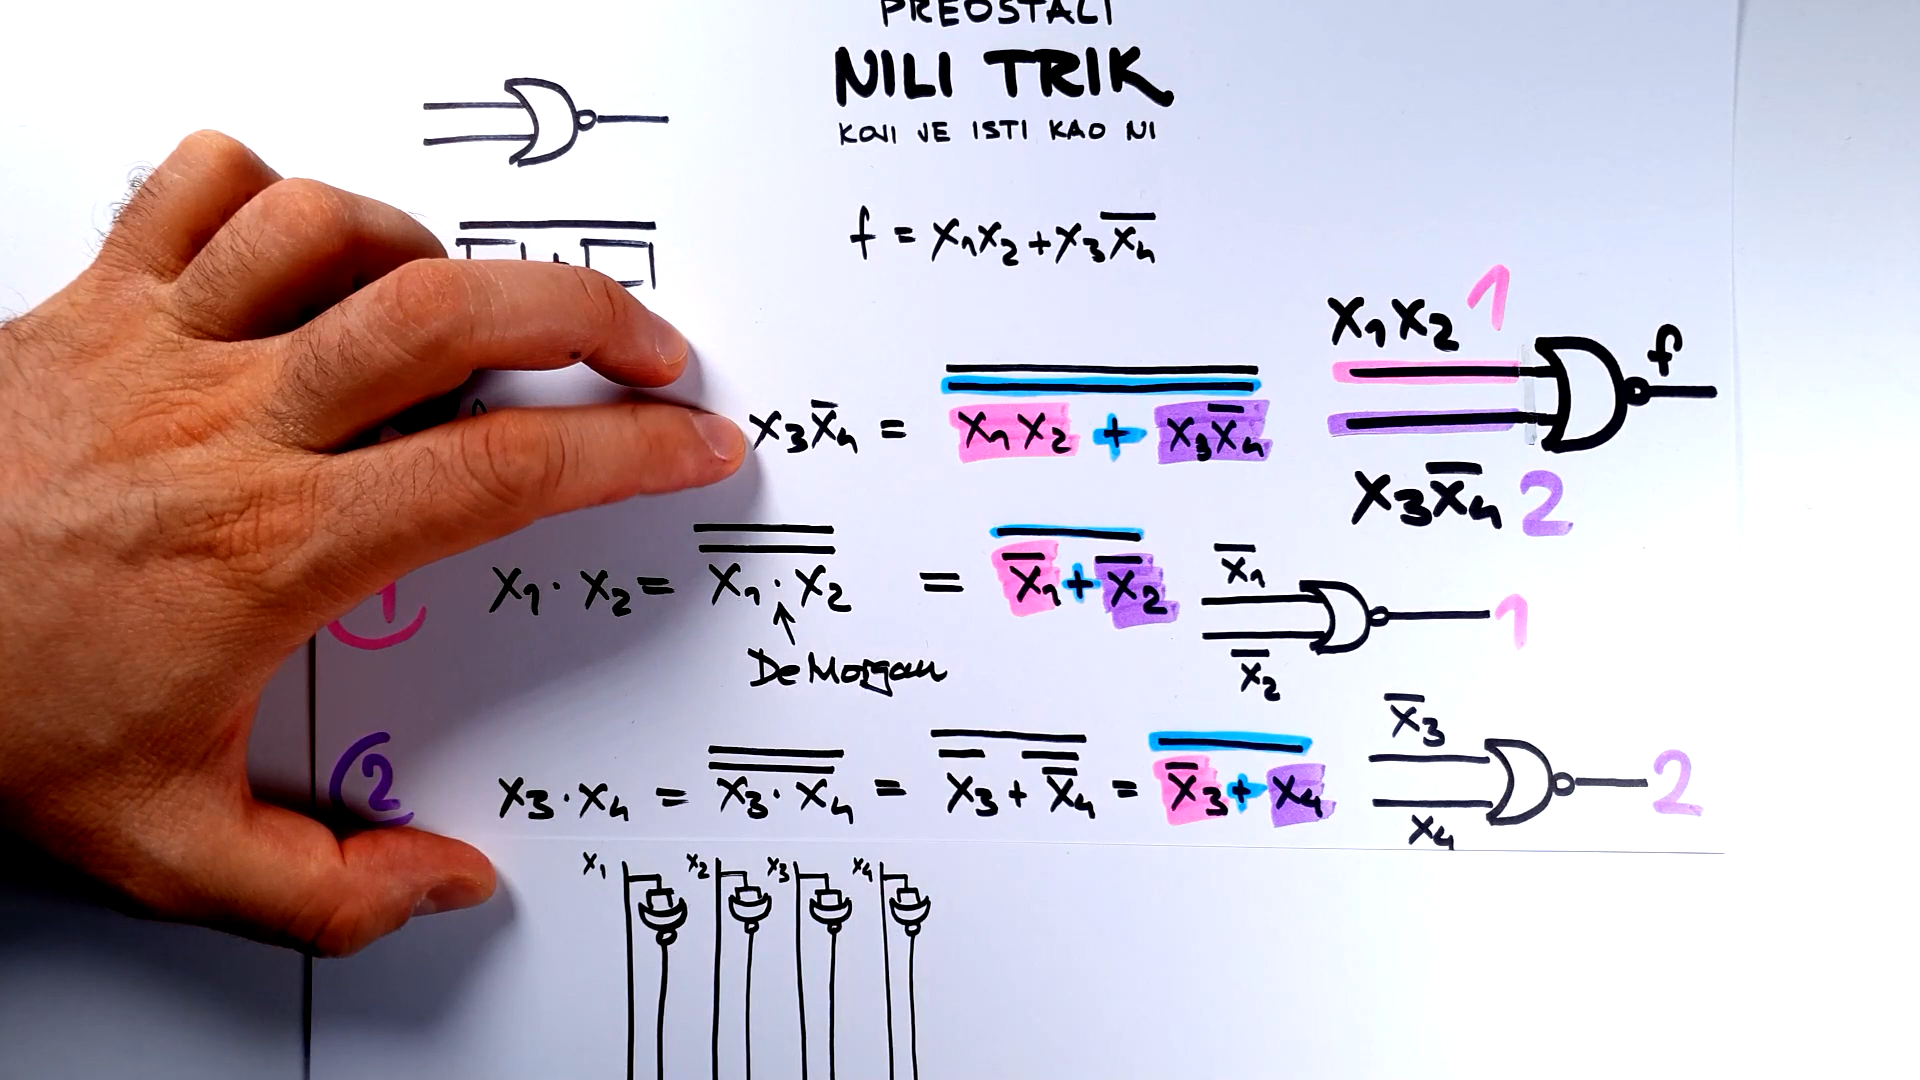 PREOSTALI
NILI TRIK
KOJI JE ISTI KAO NI
f = x₁x₂ + x₃x̅₄
x₃x̅₄ = x₁x₂ + x₃x̅₄
x₁x₂ 1
f
x₃x̅₄ 2
1 x₁ · x₂ = x₁ · x₂ = x̅₁ + x̅₂
De Morgan
x̅₁
x̅₂
1
2 x₃ · x₄ = x₃ · x₄ = x̅₃ + x̿₄ = x̅₃ + x₄
x̅₃
x₄
2
x₁ x₂ x₃ x₄